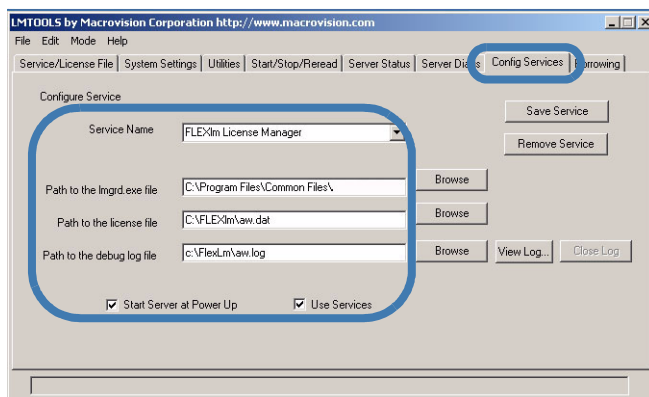 LMTOOLS by Macrovision Corporation http://www.macrovision.com
File Edit Mode Help
Service/License File System Settings Utilities Start/Stop/Reread Server Status Server Diags Config Services Borrowing
Configure Service
Save Service
Service Name FLEXlm License Manager
Remove Service
Path to the lmgrd.exe file C:\Program Files\Common Files\. Browse
Path to the license file C:\FLEXlm\aw.dat Browse
Path to the debug log file c:\FlexLm\aw.log Browse View Log... Close Log
Start Server at Power Up Use Services